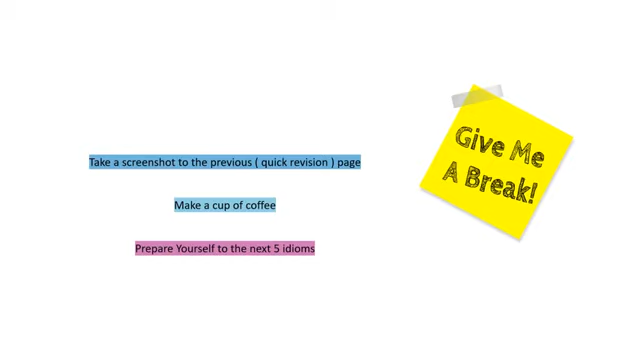 Take a screenshot to the previous ( quick revision ) page
Make a cup of coffee
Prepare Yourself to the next 5 idioms
Give Me
A Break!